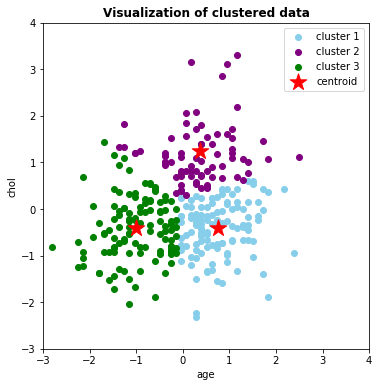 Visualization of clustered data
cluster 1
cluster 2
cluster 3
centroid
chol
4
3
2
1
0
−1
−2
−3
−3
−2
−1
0
1
2
3
4
age